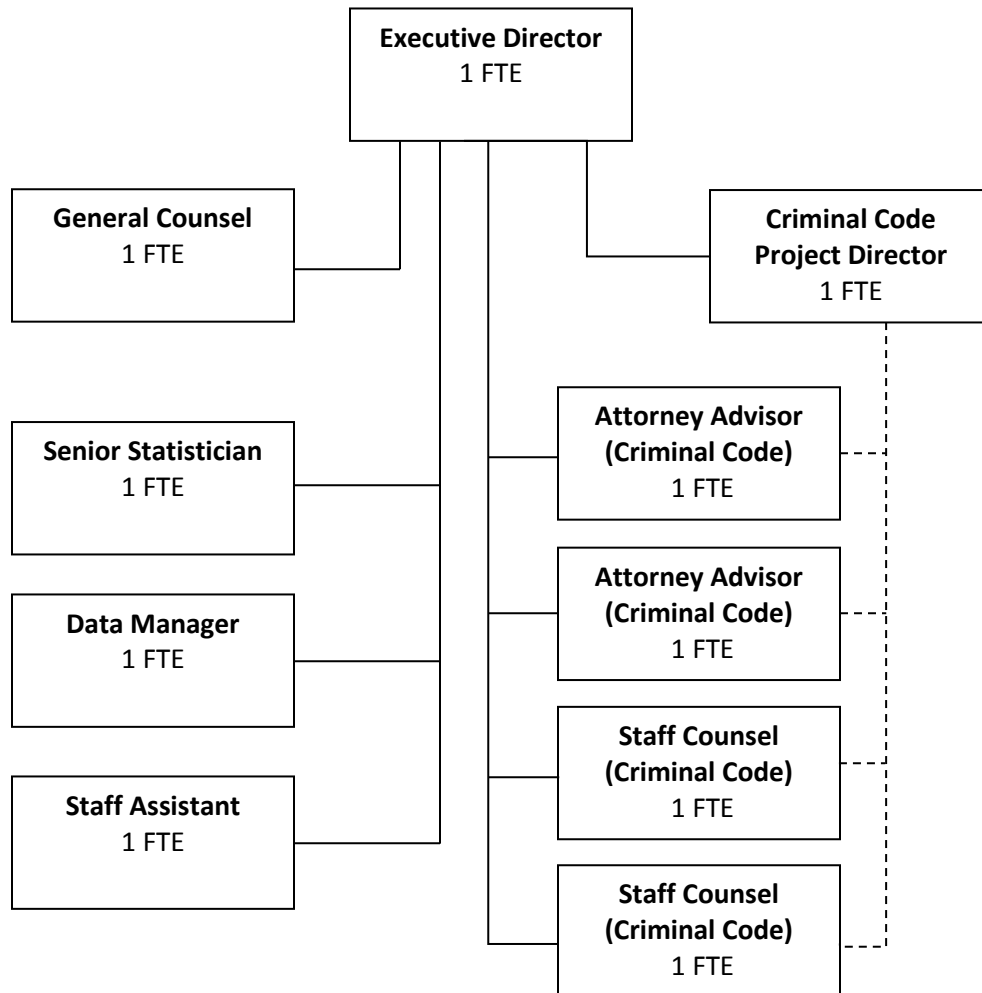 Executive Director
1 FTE
General Counsel
1 FTE
Criminal Code
Project Director
1 FTE
Senior Statistician
1 FTE
Data Manager
1 FTE
Staff Assistant
1 FTE
Attorney Advisor
(Criminal Code)
1 FTE
Attorney Advisor
(Criminal Code)
1 FTE
Staff Counsel
(Criminal Code)
1 FTE
Staff Counsel
(Criminal Code)
1 FTE